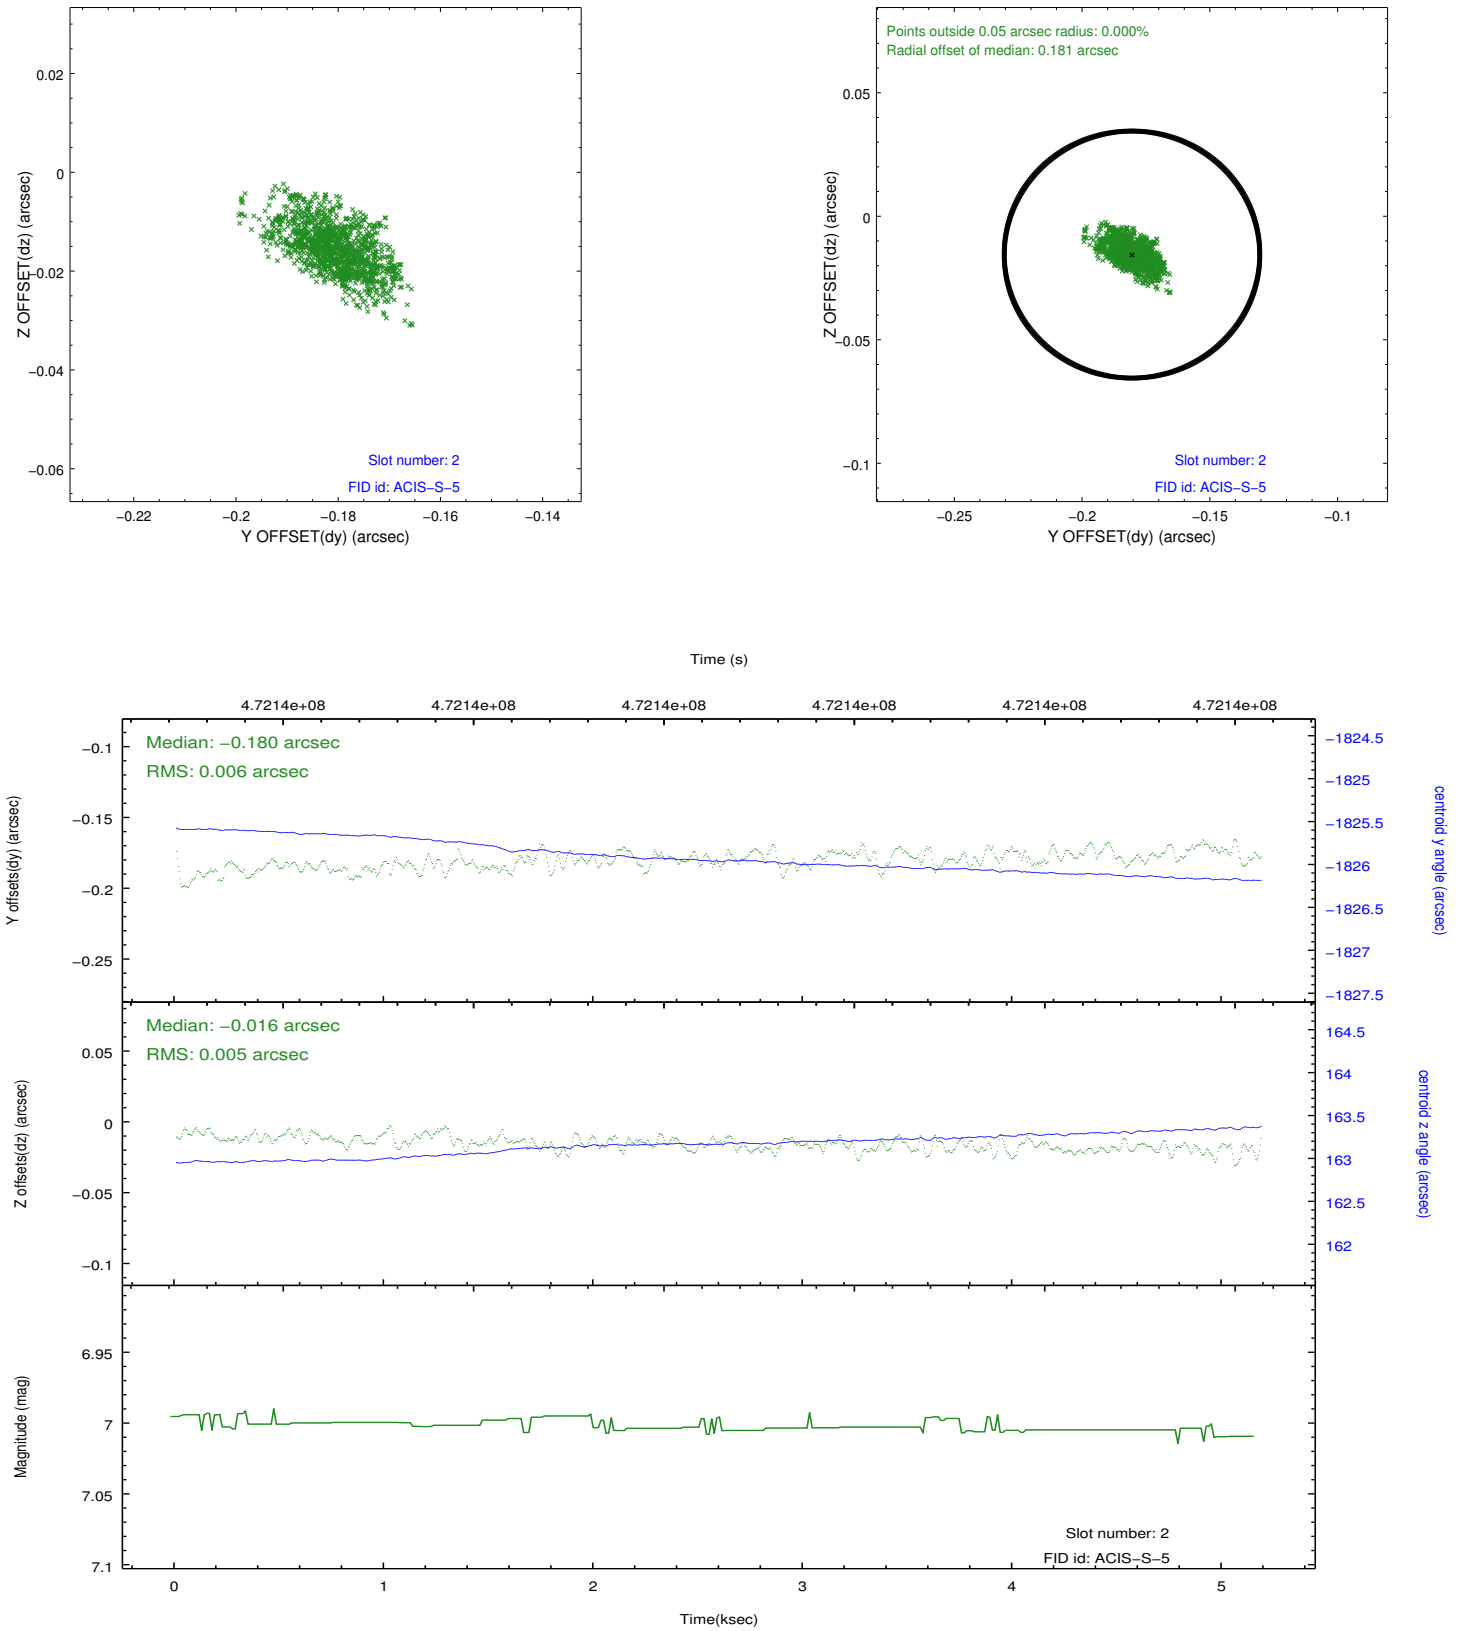 0.02
0
−0.02
−0.04
−0.06
Z OFFSET(dz) (arcsec)
Slot number: 2
FID id: ACIS−S−5
−0.22
−0.2
−0.18
−0.16
−0.14
Y OFFSET(dy) (arcsec)
Points outside 0.05 arcsec radius: 0.000%
Radial offset of median: 0.181 arcsec
0.05
0
−0.05
−0.1
Z OFFSET(dz) (arcsec)
Slot number: 2
FID id: ACIS−S−5
−0.25
−0.2
−0.15
−0.1
Y OFFSET(dy) (arcsec)
Time (s)
4.7214e+08
4.7214e+08
4.7214e+08
4.7214e+08
4.7214e+08
4.7214e+08
Median: −0.180 arcsec
RMS: 0.006 arcsec
−0.1
−0.15
−0.2
−0.25
Y offsets(dy) (arcsec)
−1824.5
−1825
−1825.5
−1826
−1826.5
−1827
−1827.5
centroid y angle (arcsec)
Median: −0.016 arcsec
RMS: 0.005 arcsec
0.05
0
−0.05
−0.1
Z offsets(dz) (arcsec)
164.5
164
163.5
163
162.5
162
centroid z angle (arcsec)
6.95
7
7.05
7.1
Magnitude (mag)
Slot number: 2
FID id: ACIS−S−5
0
1
2
3
4
5
Time(ksec)